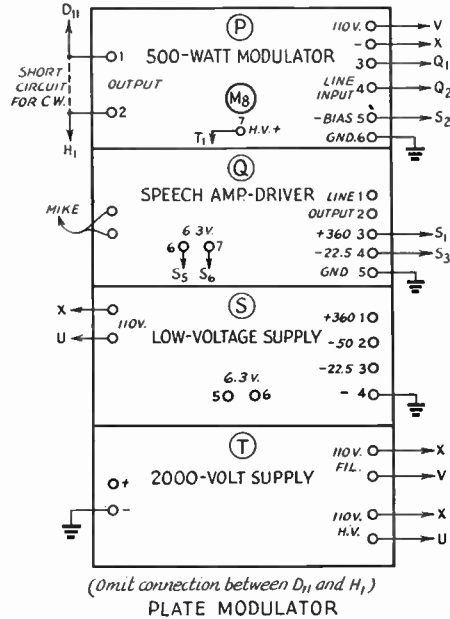 D11
P
110V. V
- X
1
500-WATT MODULATOR
3 Q1
SHORT
CIRCUIT
FOR C.W.
OUTPUT
LINE
INPUT 4 Q2
M8
2
-BIAS 5 S2
7
T1 H.V.+
GND. 6
H1
Q
SPEECH AMP-DRIVER
LINE 1
MIKE
OUTPUT 2
6.3V.
+360 3 S1
6 7
-22.5 4 S3
S5 S6
GND 5
S
X
110V.
+360 1
U
LOW-VOLTAGE SUPPLY
-50 2
-22.5 3
6.3V.
5 6
- 4
T
110V. X
FIL. V
+
2000-VOLT SUPPLY
-
110V. X
H.V. U
(Omit connection between D11 and H1)
PLATE MODULATOR